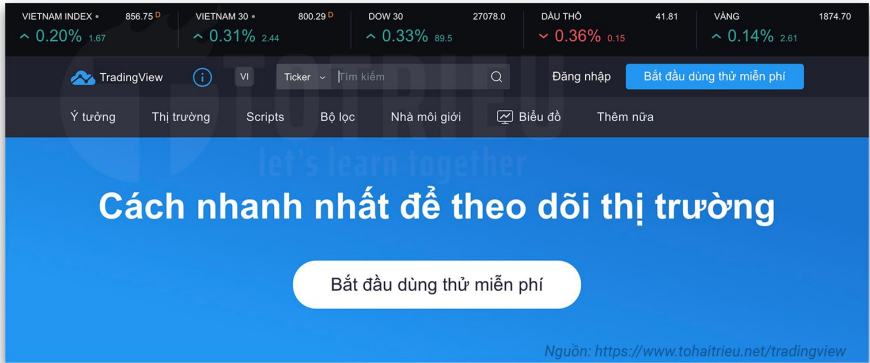 VIETNAM INDEX 856.75 D VIETNAM 30 800.29 D DOW 30 27078.0 DẦU THÔ 41.81 VÀNG 1874.70
0.20% 1.67 0.31% 2.44 0.33% 89.5 0.36% 0.15 0.14% 2.61
TradingView i VI Ticker Tìm kiếm Đăng nhập Bắt đầu dùng thử miễn phí
Ý tưởng Thị trường Scripts Bộ lọc Nhà môi giới Biểu đồ Thêm nữa
TOTRIEU
let's learn together
Cách nhanh nhất để theo dõi thị trường
Bắt đầu dùng thử miễn phí
Nguồn: https://www.tohaitrieu.net/tradingview